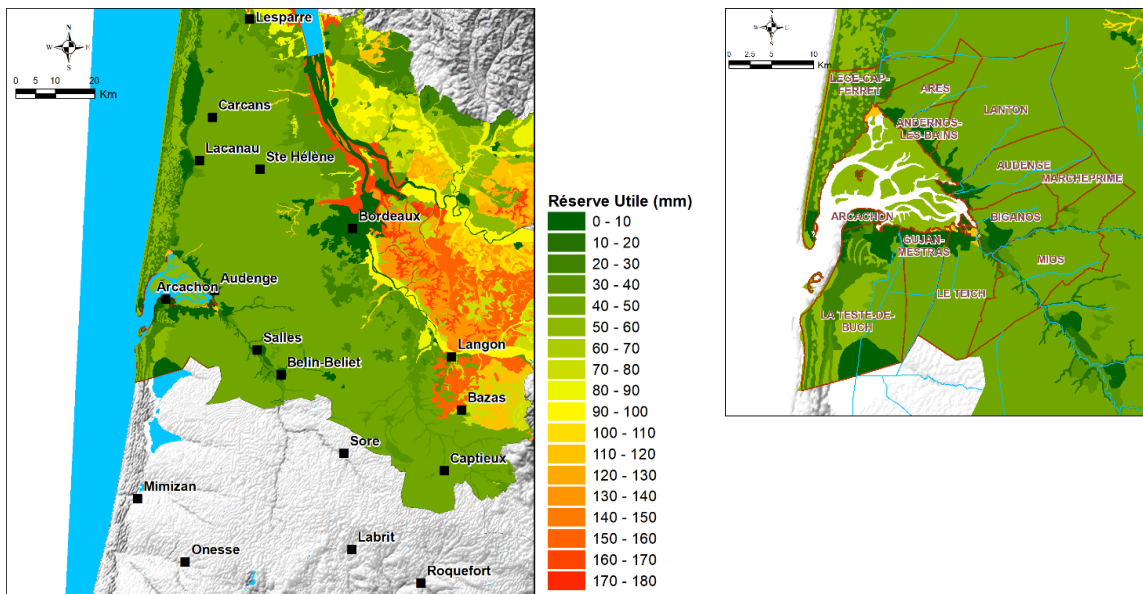 Lesparre
N
W
E
S
0 5 10 20
Km
Carcans
Lacanau
Ste Hélène
Bordeaux
Audenge
Arcachon
Salles
Belin-Beliet
Langon
Bazas
Sore
Captieux
Mimizan
Labrit
Onesse
Roquefort
Réserve Utile (mm)
0 - 10
10 - 20
20 - 30
30 - 40
40 - 50
50 - 60
60 - 70
70 - 80
80 - 90
90 - 100
100 - 110
110 - 120
120 - 130
130 - 140
140 - 150
150 - 160
160 - 170
170 - 180
N
W
E
S
0 2.5 5 10
Km
LEGE-CAP-
FERRET
ARES
LANTON
ANDERNOS-
LES-BAINS
AUDENGE
MARCHEPRIME
ARCACHON
BIGANOS
GUJAN-
MESTRAS
MIOS
LE TEICH
LA TESTE-DE-
BUCH